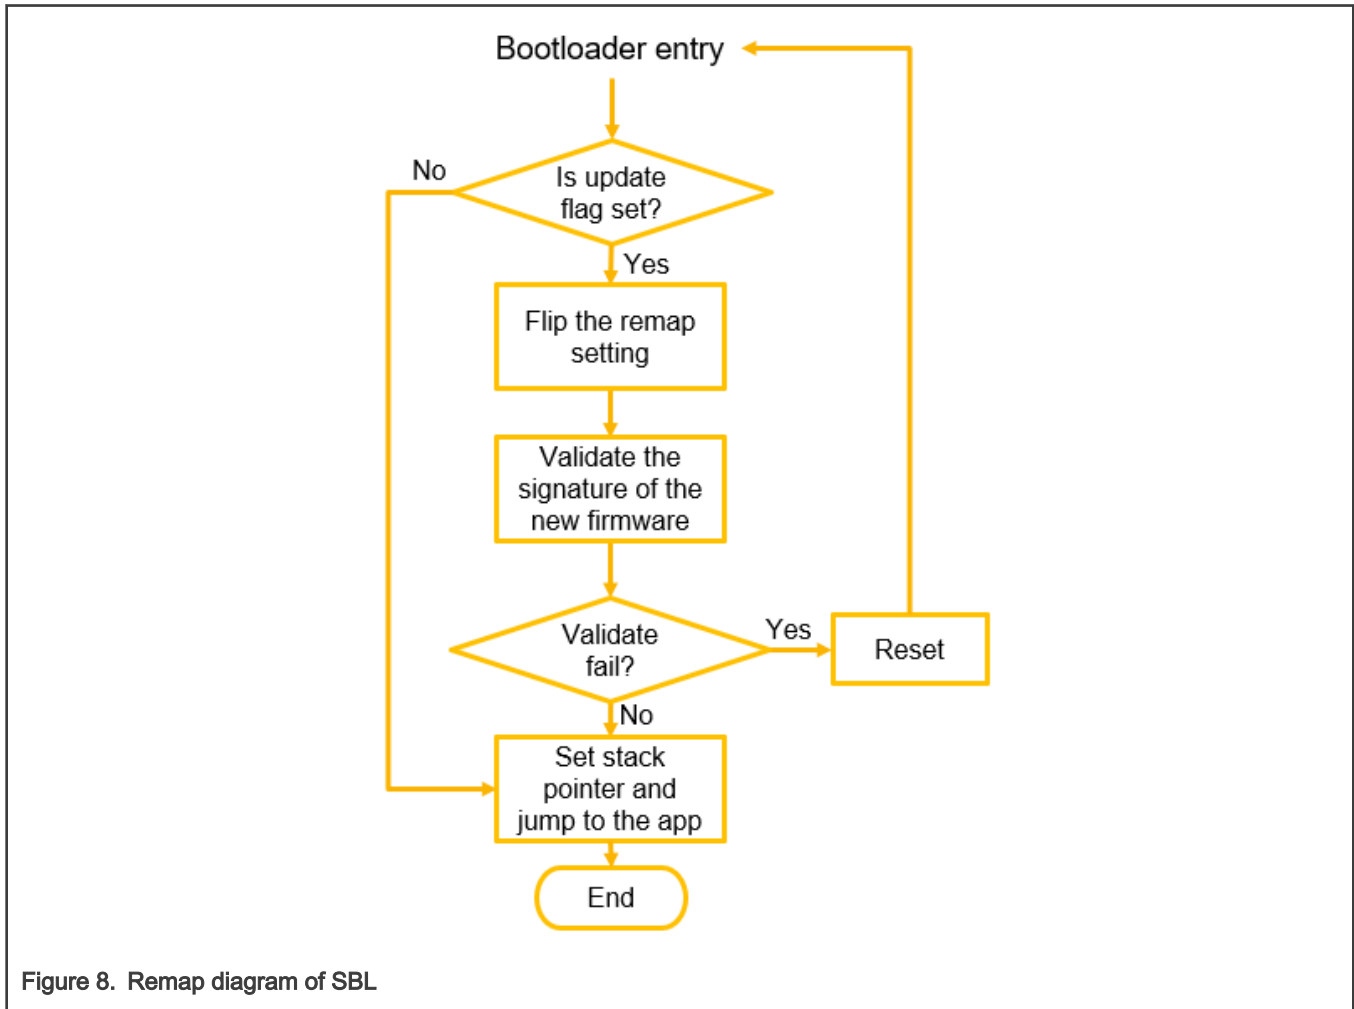 Bootloader entry
No
Is update
flag set?
Yes
Flip the remap
setting
Validate the
signature of the
new firmware
Validate
fail?
Yes
Reset
No
Set stack
pointer and
jump to the app
End
Figure 8. Remap diagram of SBL